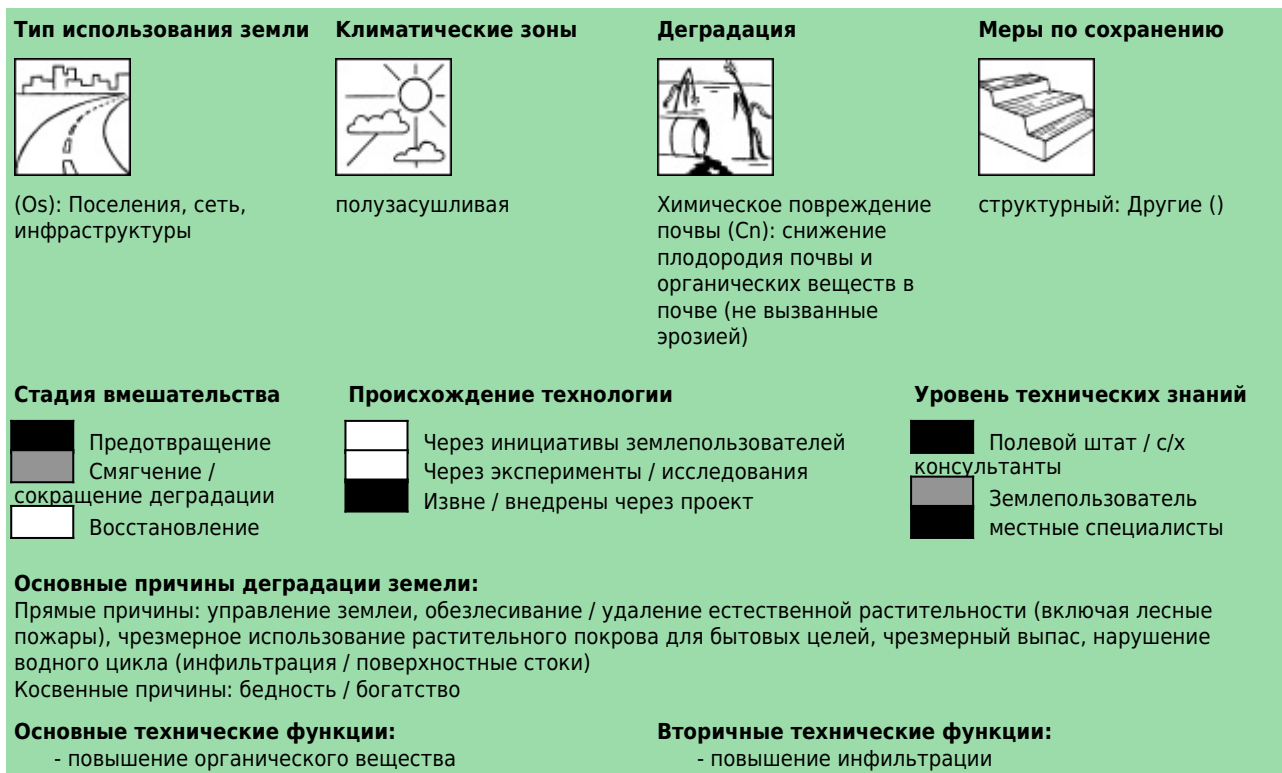 Тип использования земли
Климатические зоны
Деградация
Меры по сохранению
(Os): Поселения, сеть,
инфраструктуры
полузасушливая
Химическое повреждение
почвы (Cn): снижение
плодородия почвы и
органических веществ в
почве (не вызванные
эрозией)
структурный: Другие ()
Стадия вмешательства
Предотвращение
Смягчение /
сокращение деградации
Восстановление
Происхождение технологии
Через инициативы землепользователей
Через эксперименты / исследования
Извне / внедрены через проект
Уровень технических знаний
Полевой штат / с/х
консультанты
Землепользователь
местные специалисты
Основные причины деградации земели:
Прямые причины: управление землеи, обезлесивание / удаление естественной растительности (включая лесные
пожары), чрезмерное использование растительного покрова для бытовых целей, чрезмерный выпас, нарушение
водного цикла (инфильтрация / поверхностные стоки)
Косвенные причины: бедность / богатство
Основные технические функции:
- повышение органического вещества
Вторичные технические функции:
- повышение инфильтрации